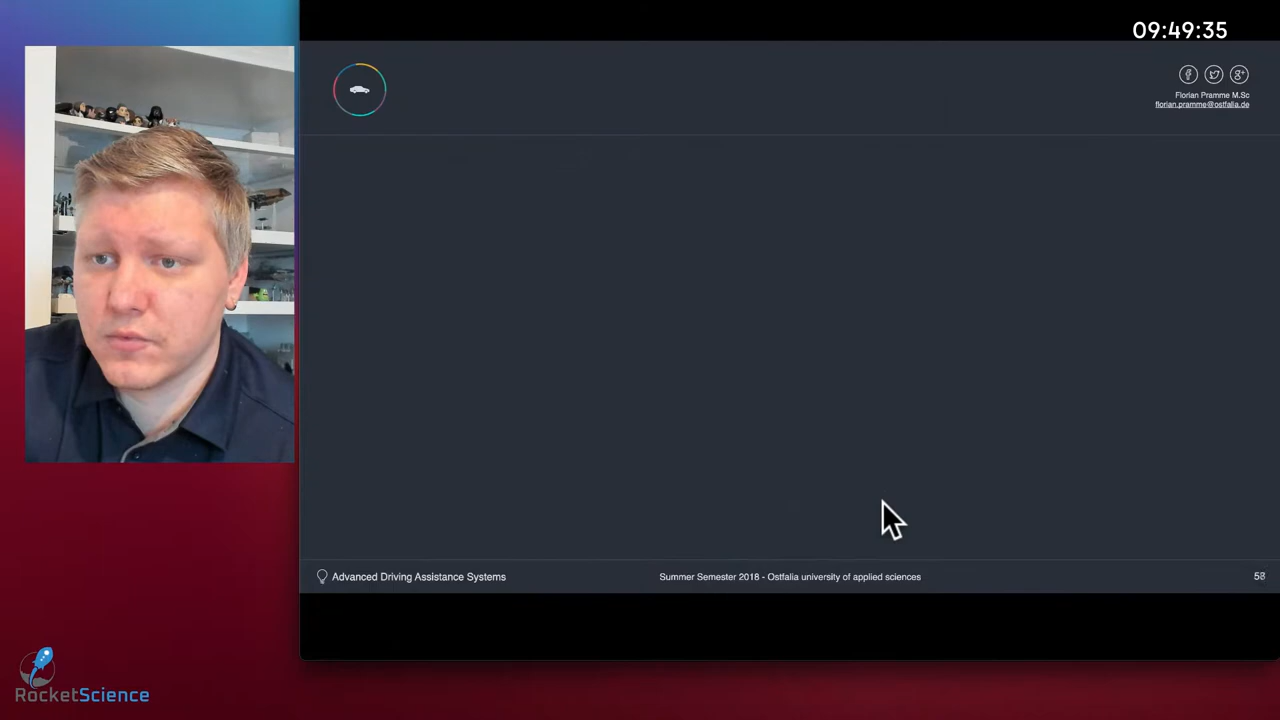 09:49:35
Florian Pramme M.Sc
florian.pramme@ostfalia.de
Advanced Driving Assistance Systems
Summer Semester 2018 - Ostfalia university of applied sciences
RocketScience